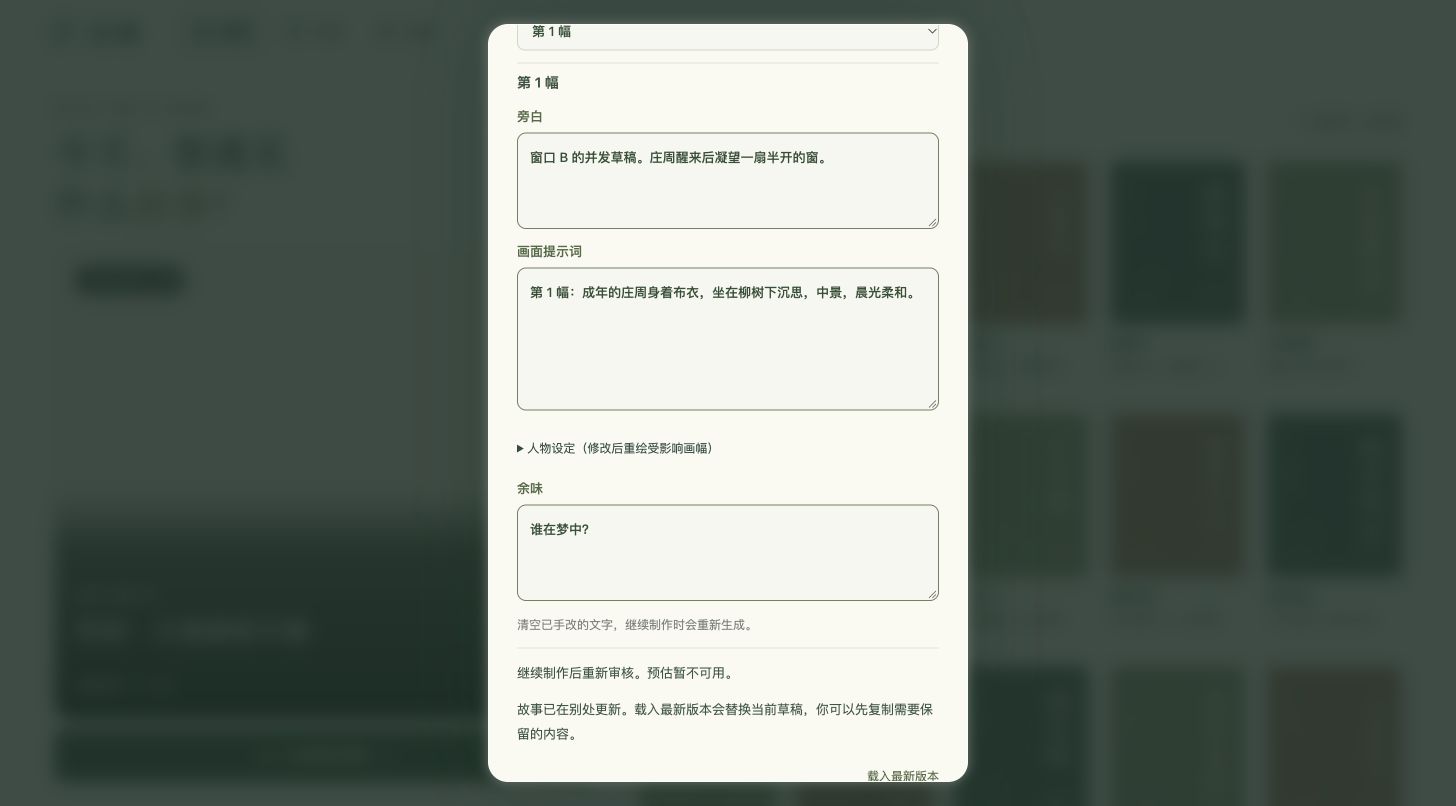 第 1 幅
第 1 幅
旁白
窗口 B 的并发草稿。庄周醒来后凝望一扇半开的窗。
画面提示词
第 1 幅：成年的庄周身着布衣，坐在柳树下沉思，中景，晨光柔和。
▶ 人物设定（修改后重绘受影响画幅）
余味
谁在梦中？
清空已手改的文字，继续制作时会重新生成。
继续制作后重新审核。预估暂不可用。
故事已在别处更新。载入最新版本会替换当前草稿，你可以先复制需要保
留的内容。
载入最新版本